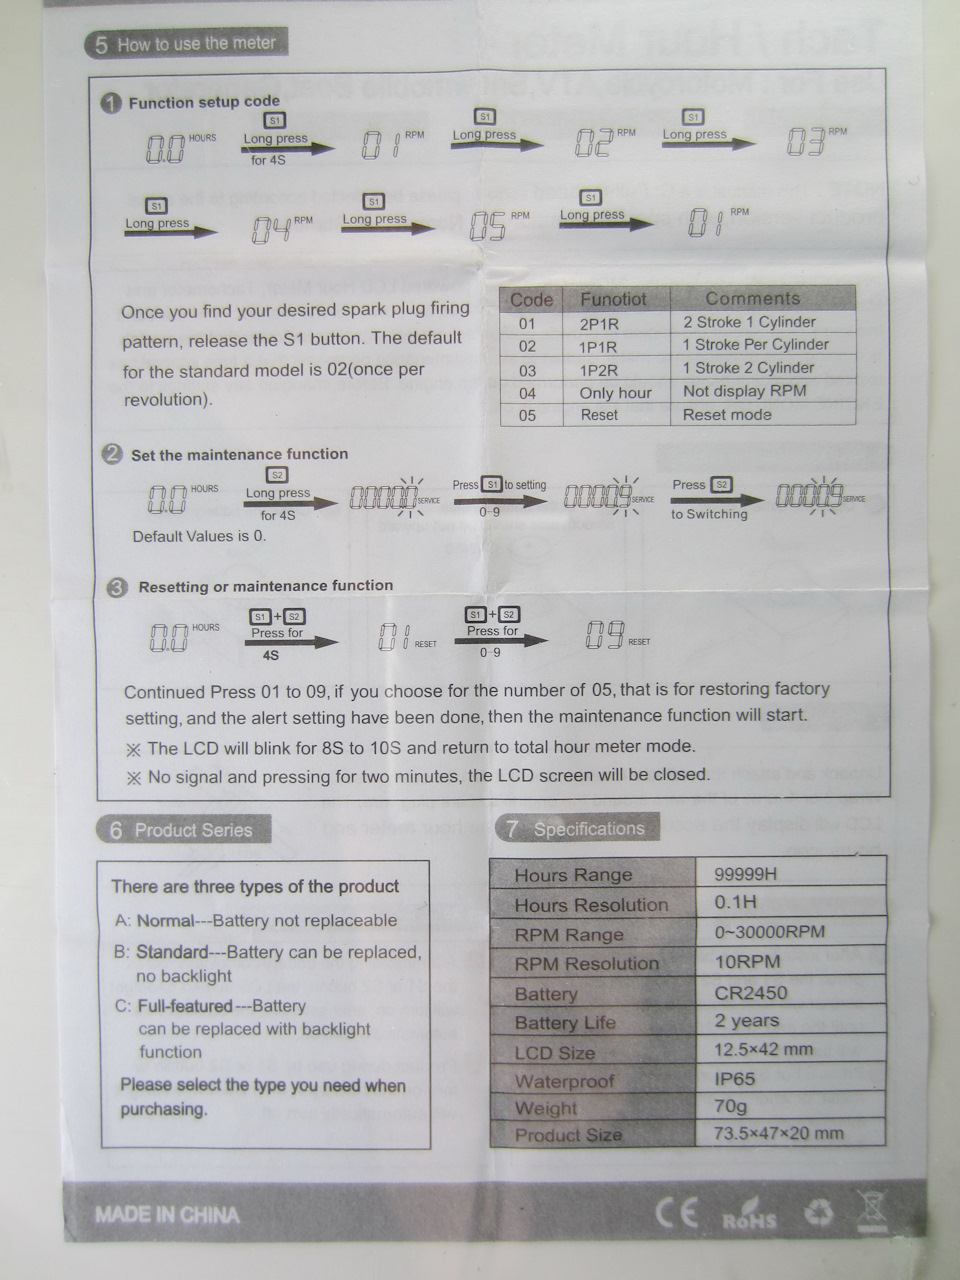 5 How to use the meter
1 Function setup code
0.0 HOURS S1 Long press for 4S 01 RPM S1 Long press 02 RPM S1 Long press 03 RPM
S1 Long press 04 RPM S1 Long press 05 RPM S1 Long press 01 RPM
Once you find your desired spark plug firing
pattern, release the S1 button. The default
for the standard model is 02(once per
revolution).
Code Funotiot Comments
01 2P1R 2 Stroke 1 Cylinder
02 1P1R 1 Stroke Per Cylinder
03 1P2R 1 Stroke 2 Cylinder
04 Only hour Not display RPM
05 Reset Reset mode
2 Set the maintenance function
0.0 HOURS S2 Long press for 4S 00000 SERVICE Press S1 to setting 0-9 00009 SERVICE Press S2 to Switching 00009 SERVICE
Default Values is 0.
3 Resetting or maintenance function
0.0 HOURS S1+S2 Press for 4S 01 RESET S1+S2 Press for 0-9 09 RESET
Continued Press 01 to 09, if you choose for the number of 05, that is for restoring factory
setting, and the alert setting have been done, then the maintenance function will start.
※ The LCD will blink for 8S to 10S and return to total hour meter mode.
※ No signal and pressing for two minutes, the LCD screen will be closed.
6 Product Series
There are three types of the product
A: Normal---Battery not replaceable
B: Standard---Battery can be replaced,
no backlight
C: Full-featured---Battery
can be replaced with backlight
function
Please select the type you need when
purchasing.
7 Specifications
Hours Range 99999H
Hours Resolution 0.1H
RPM Range 0~30000RPM
RPM Resolution 10RPM
Battery CR2450
Battery Life 2 years
LCD Size 12.5×42 mm
Waterproof IP65
Weight 70g
Product Size 73.5×47×20 mm
MADE IN CHINA
CE RoHS